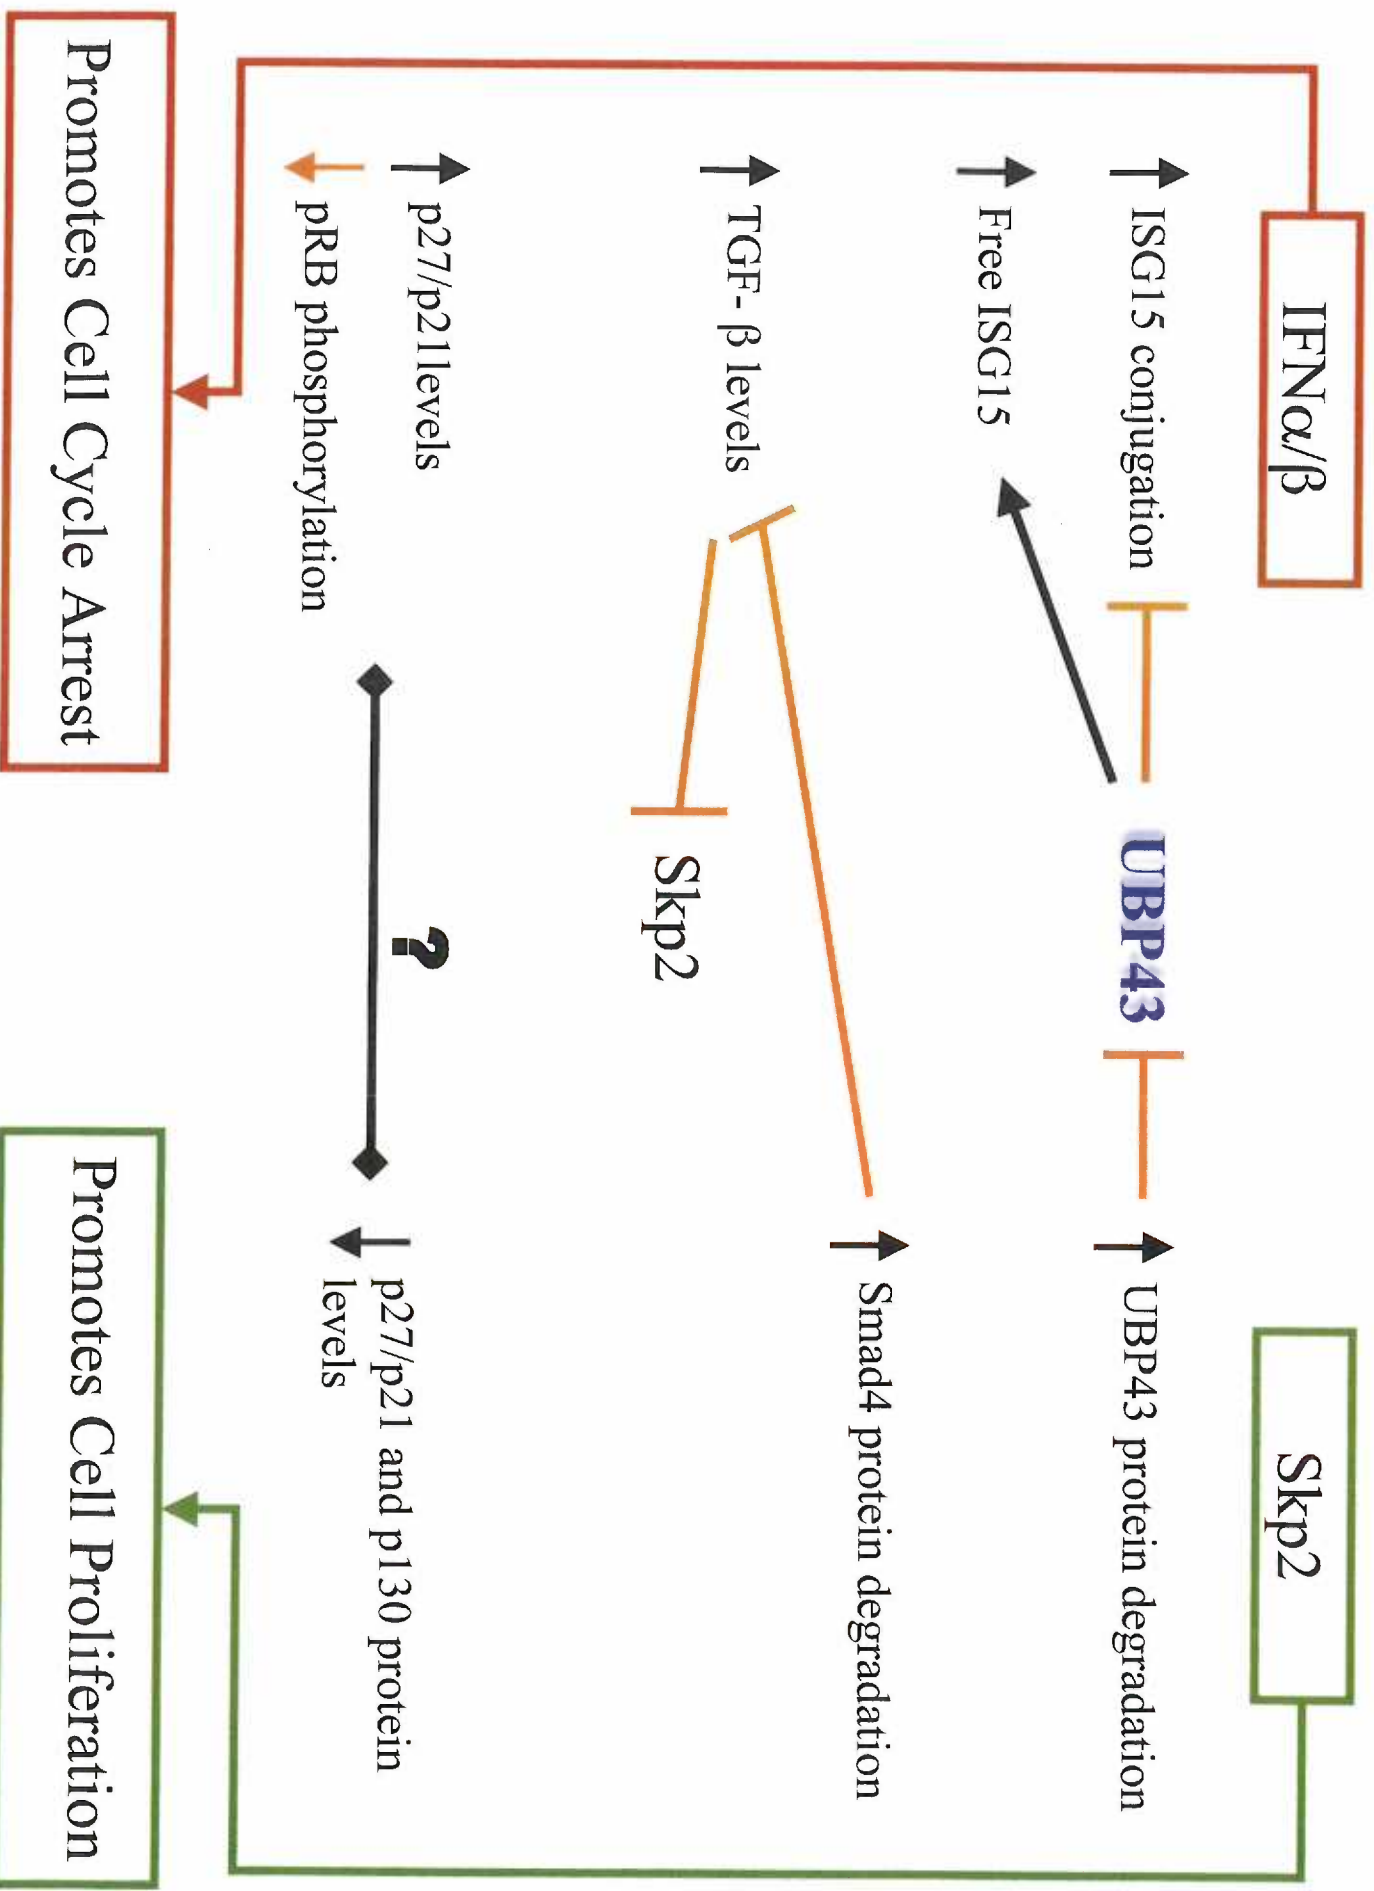 IFNα/β
Skp2
ISG15 conjugation
UBP43
UBP43 protein degradation
Free ISG15
Smad4 protein degradation
TGF- β levels
Skp2
p27/p21levels
pRB phosphorylation
?
p27/p21 and p130 protein
levels
Promotes Cell Cycle Arrest
Promotes Cell Proliferation